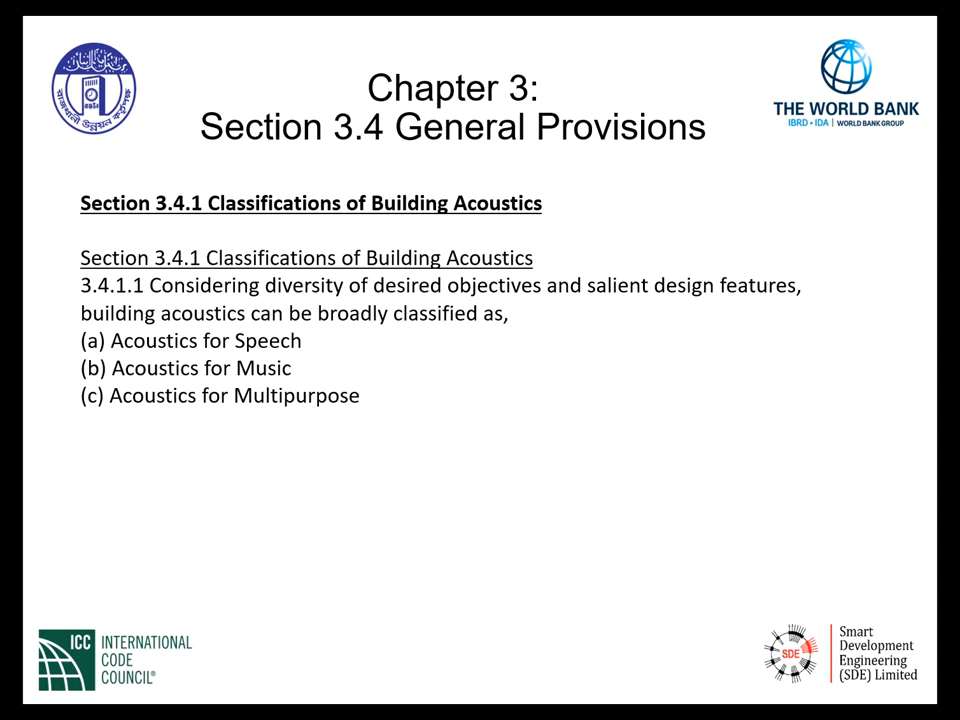 Chapter 3:
Section 3.4 General Provisions
THE WORLD BANK
IBRD • IDA | WORLD BANK GROUP
Section 3.4.1 Classifications of Building Acoustics
Section 3.4.1 Classifications of Building Acoustics
3.4.1.1 Considering diversity of desired objectives and salient design features,
building acoustics can be broadly classified as,
(a) Acoustics for Speech
(b) Acoustics for Music
(c) Acoustics for Multipurpose
ICC INTERNATIONAL
CODE
COUNCIL®
SDE
Smart
Development
Engineering
(SDE) Limited